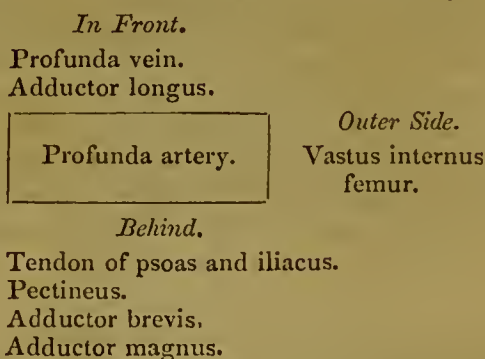 In Front.
Profunda vein.
Adductor longus.
Profunda artery.
Outer Side.
Vastus internus
femur.
Behind.
Tendon of psoas and iliacus.
Pectineus.
Adductor brevis.
Adductor magnus.